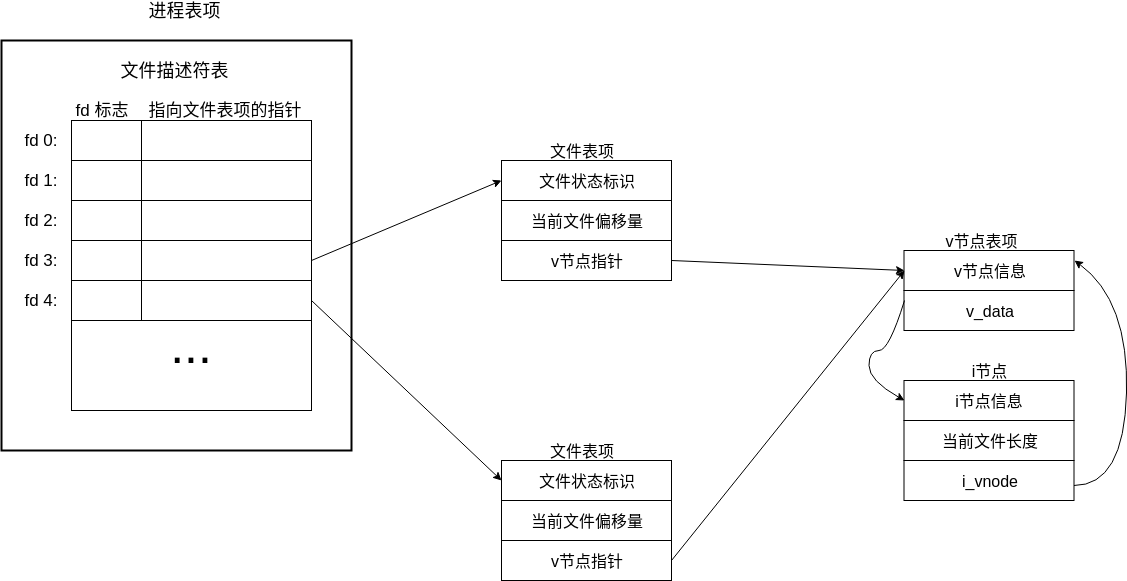 进程表项
文件描述符表
fd 标志 指向文件表项的指针
fd 0:
fd 1:
fd 2:
fd 3:
fd 4:
...
文件表项
文件状态标识
当前文件偏移量
v节点指针
文件表项
文件状态标识
当前文件偏移量
v节点指针
v节点表项
v节点信息
v_data
i节点
i节点信息
当前文件长度
i_vnode